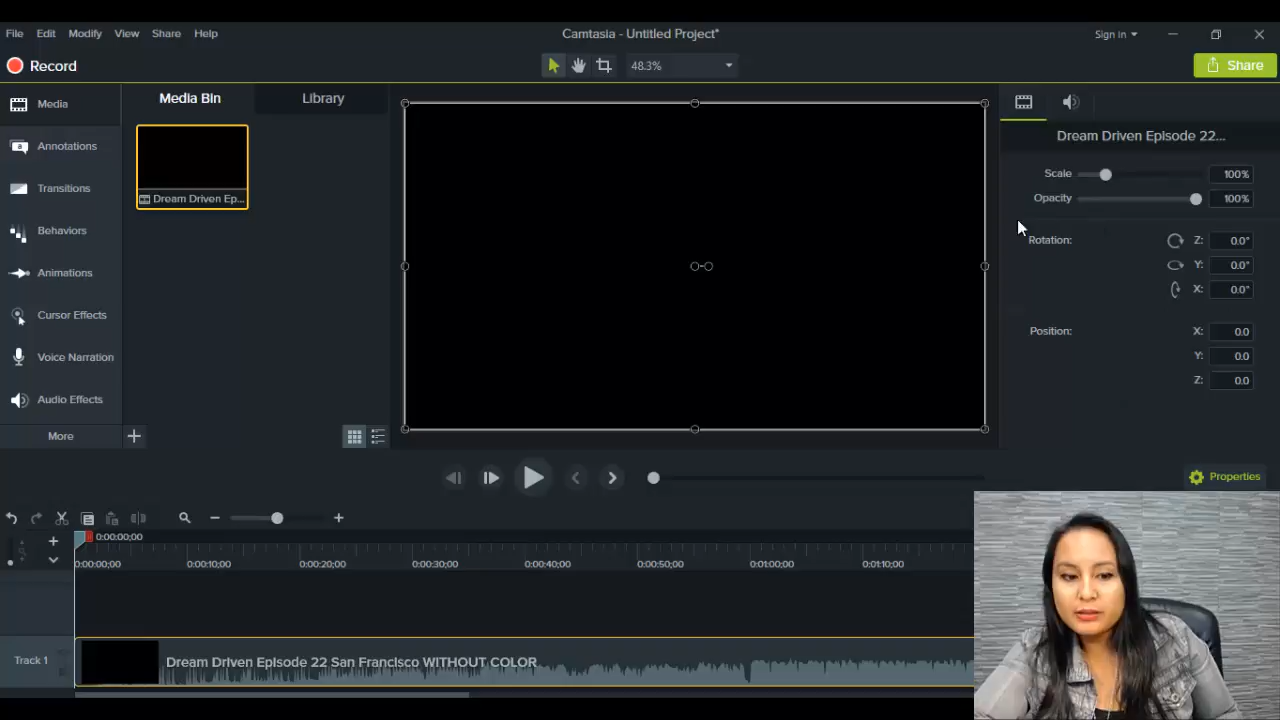 File Edit Modify View Share Help
Camtasia - Untitled Project*
Sign in
Record
48.3%
Share
Media
Annotations
Transitions
Behaviors
Animations
Cursor Effects
Voice Narration
Audio Effects
More
Media Bin
Library
Dream Driven Ep...
Dream Driven Episode 22...
Scale 100%
Opacity 100%
Rotation: Z: 0.0°
Y: 0.0°
X: 0.0°
Position: X: 0.0
Y: 0.0
Z: 0.0
Properties
0:00:00;00
0:00:00;00 0:00:10;00 0:00:20;00 0:00:30;00 0:00:40;00 0:00:50;00 0:01:00;00 0:01:10;00
Track 1
Dream Driven Episode 22 San Francisco WITHOUT COLOR